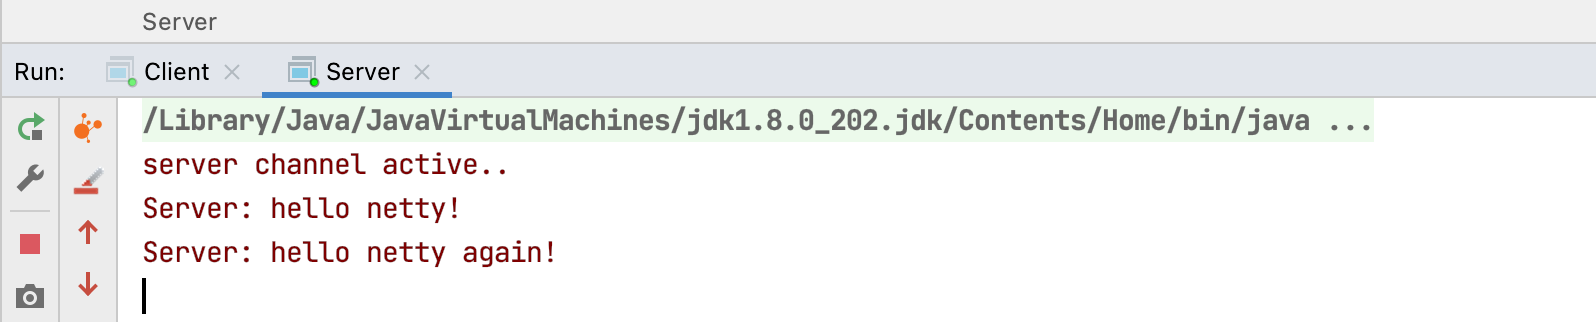 Server
Run: Client Server
/Library/Java/JavaVirtualMachines/jdk1.8.0_202.jdk/Contents/Home/bin/java ...
server channel active..
Server: hello netty!
Server: hello netty again!